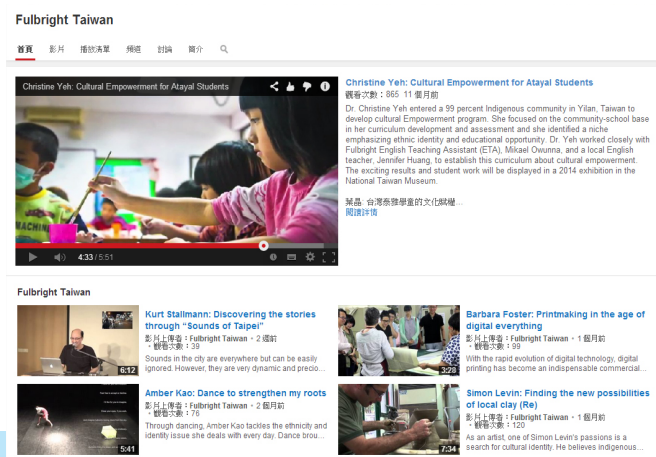 Fulbright Taiwan
首頁 影片 播放清單 頻道 討論 簡介
Christine Yeh: Cultural Empowerment for Atayal Students
4:33 / 5:51
Christine Yeh: Cultural Empowerment for Atayal Students
觀看次數：865 11 個月前
Dr. Christine Yeh entered a 99 percent Indigenous community in Yilan, Taiwan to
develop cultural Empowerment program. She focused on the community-school base
in her curriculum development and assessment and she identified a niche
emphasizing ethnic identity and educational opportunity. Dr. Yeh worked closely with
Fulbright English Teaching Assistant (ETA), Mikael Owunna, and a local English
teacher, Jennifer Huang, to establish this curriculum about cultural empowerment.
The exciting results and student work will be displayed in a 2014 exhibition in the
National Taiwan Museum.
葉晶: 台灣泰雅學童的文化賦權...
閱讀詳情
Fulbright Taiwan
6:12
Kurt Stallmann: Discovering the stories
through “Sounds of Taipei”
影片上傳者：Fulbright Taiwan • 2 週前
• 觀看次數：39
Sounds in the city are everywhere but can be easily
ignored. However, they are very dynamic and precio...
3:28
Barbara Foster: Printmaking in the age of
digital everything
影片上傳者：Fulbright Taiwan • 1 個月前
• 觀看次數：99
With the rapid evolution of digital technology, digital
printing has become an indispensable commercial...
5:41
Amber Kao: Dance to strengthen my roots
影片上傳者：Fulbright Taiwan • 2 個月前
• 觀看次數：76
Through dancing, Amber Kao tackles the ethnicity and
identity issue she deals with every day. Dance brou...
7:34
Simon Levin: Finding the new possibilities
of local clay (Re)
影片上傳者：Fulbright Taiwan • 1 個月前
• 觀看次數：120
As an artist, one of Simon Levin's passions is a
search for cultural identity. He believes indigenous...